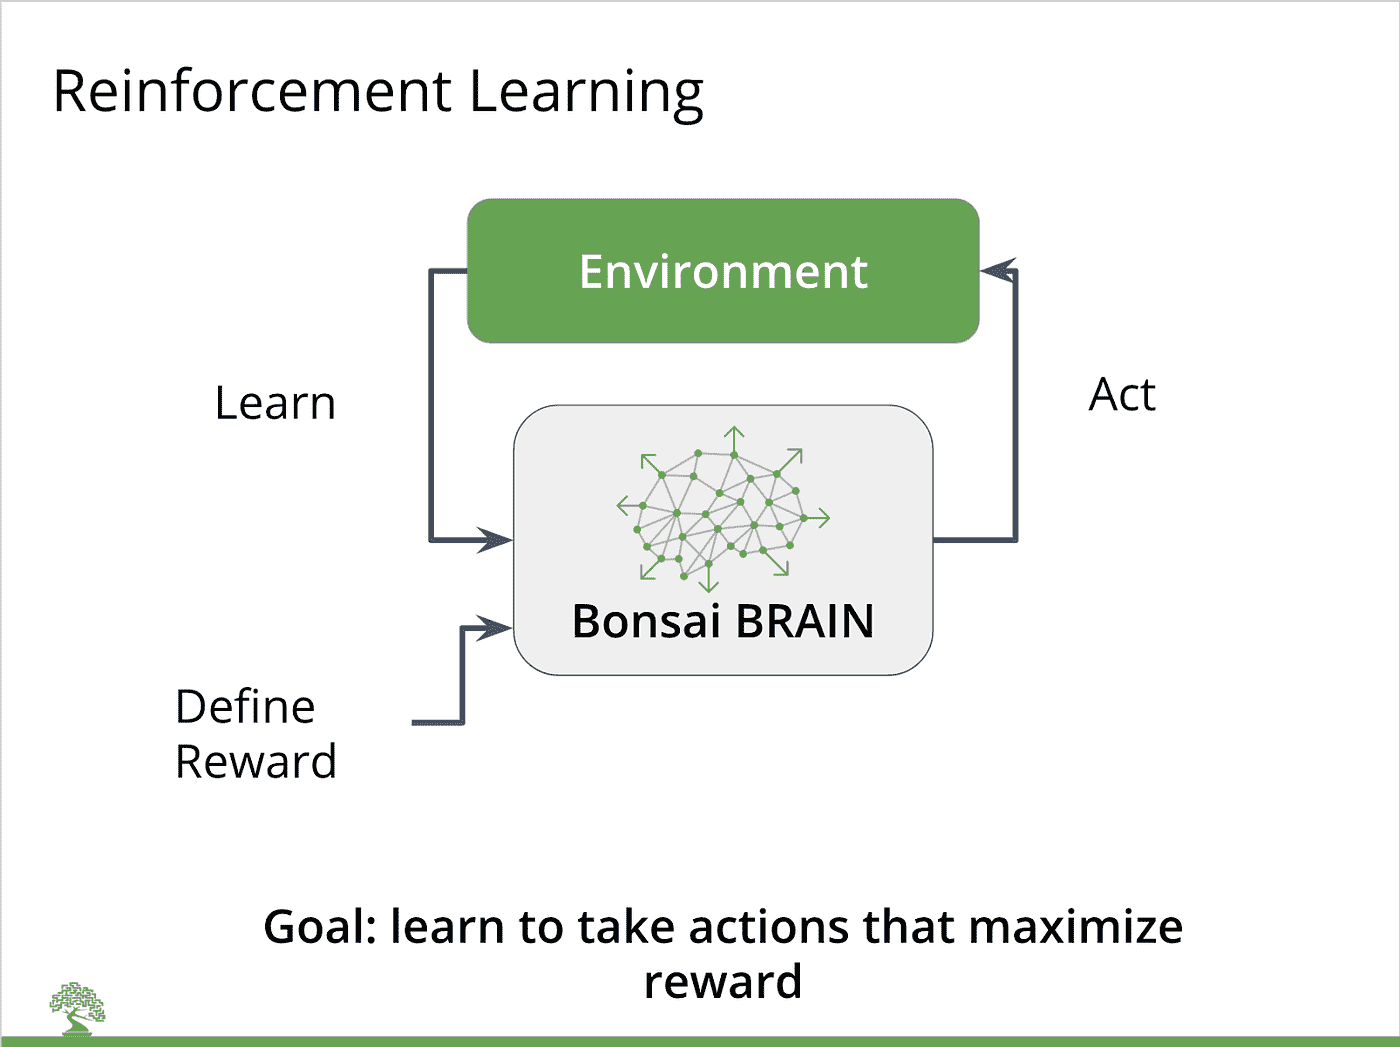 Reinforcement Learning
Environment
Learn
Act
Bonsai BRAIN
Define
Reward
Goal: learn to take actions that maximize
reward